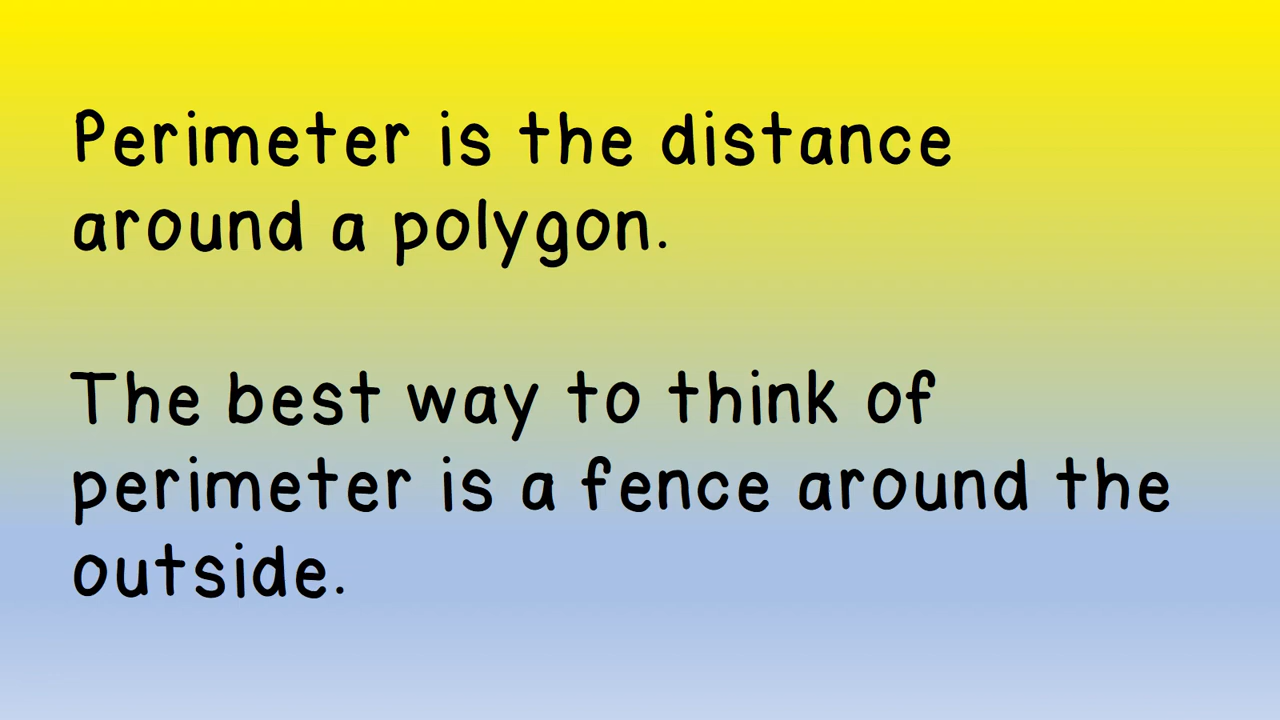 Perimeter is the distance
around a polygon.
The best way to think of
perimeter is a fence around the
outside.